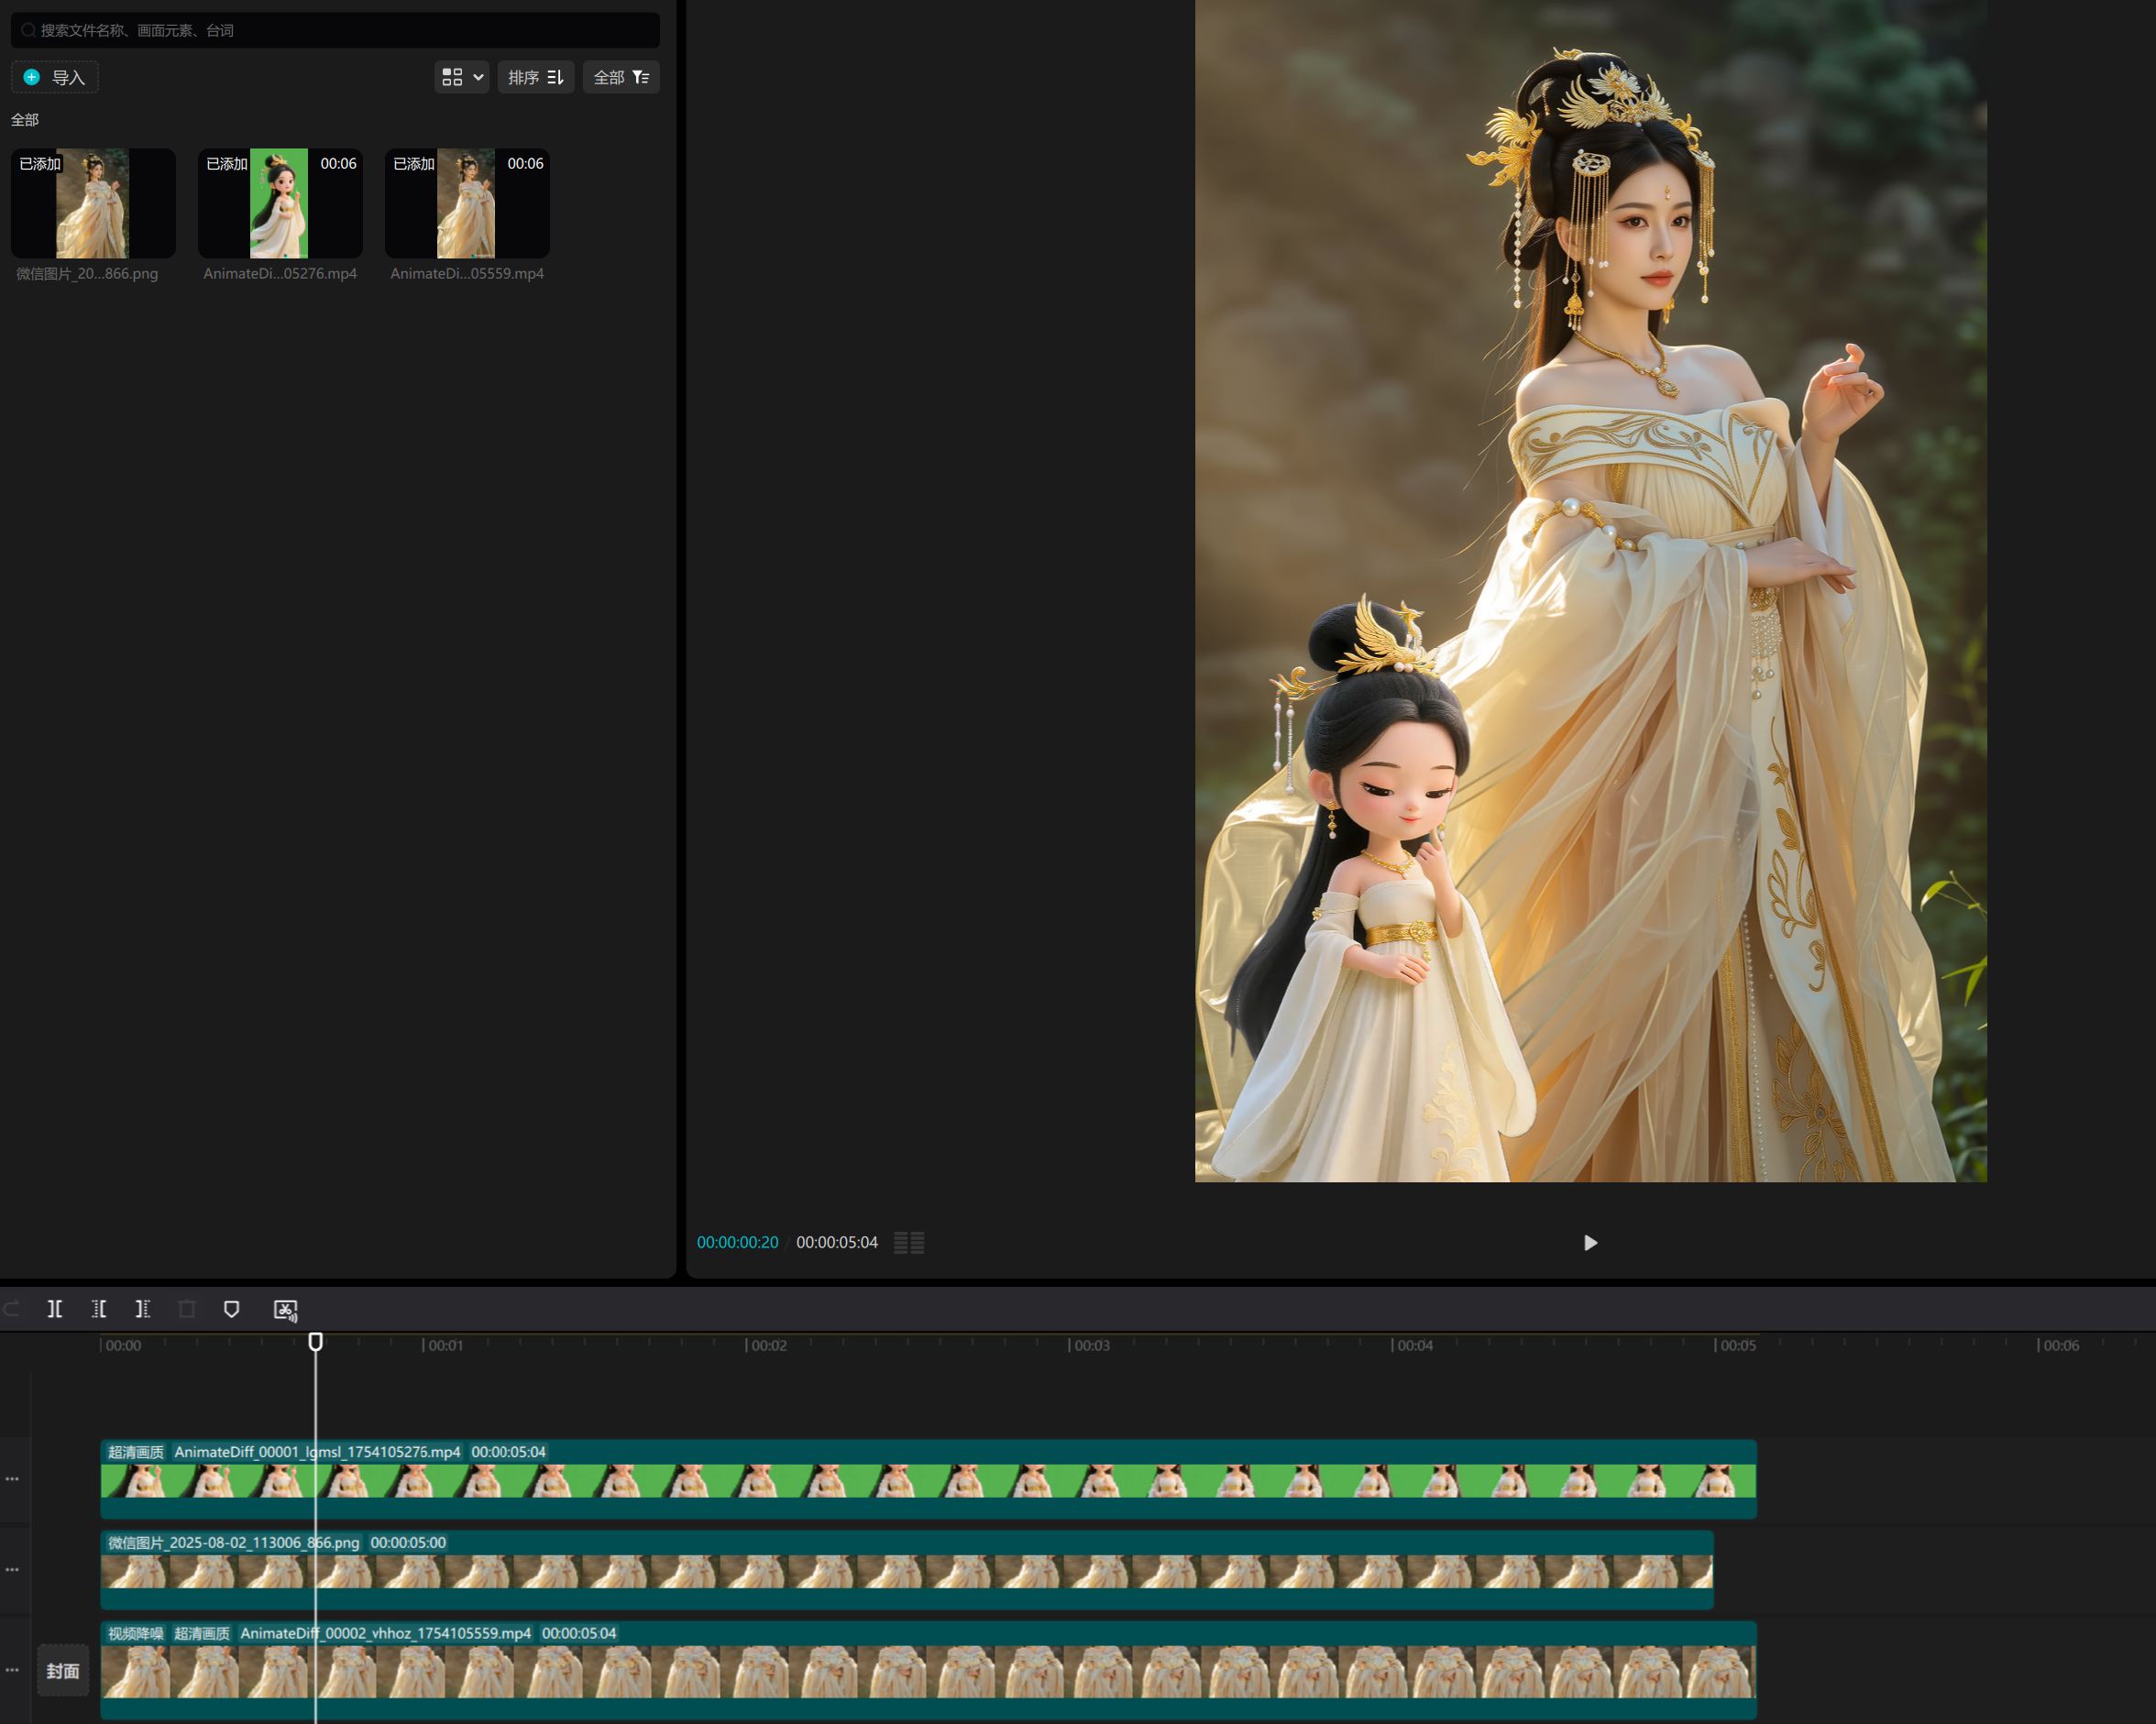 搜索文件名称、画面元素、台词
导入
排序
全部
全部
已添加
已添加 00:06
已添加 00:06
微信图片_20...866.png
AnimateDi...05276.mp4
AnimateDi...05559.mp4
00:00:00:20 / 00:00:05:04
00:00 00:01 00:02 00:03 00:04 00:05 00:06
超清画质 AnimateDiff_00001_lgmsl_1754105276.mp4 00:00:05:04
微信图片_2025-08-02_113006_866.png 00:00:05:00
视频降噪 超清画质 AnimateDiff_00002_vhhoz_1754105559.mp4 00:00:05:04
封面